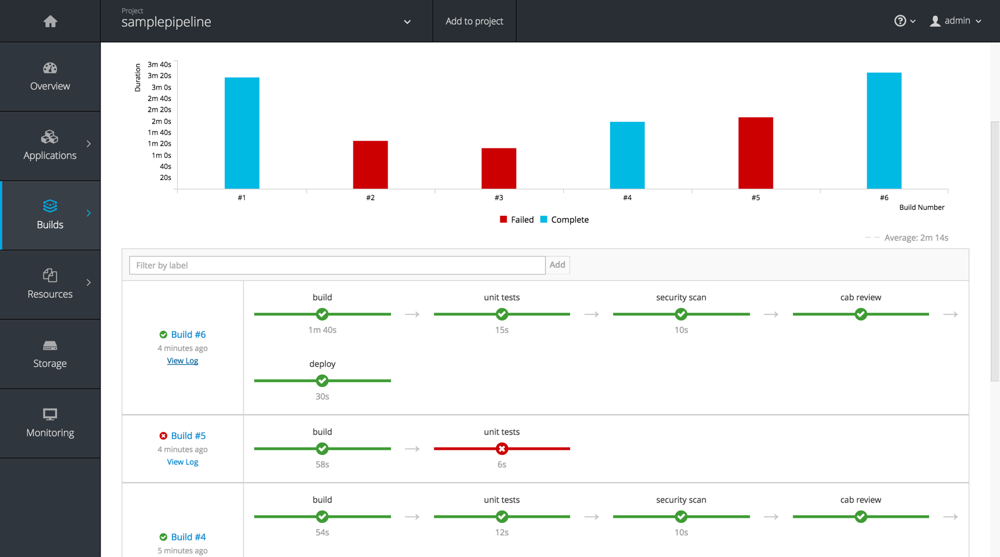 Project
samplepipeline
Add to project
admin
Overview
Applications
Builds
Resources
Storage
Monitoring
Duration
3m 40s
3m 20s
3m 0s
2m 40s
2m 20s
2m 0s
1m 40s
1m 20s
1m 0s
40s
20s
#1 #2 #3 #4 #5 #6
Build Number
Failed Complete
Average: 2m 14s
Filter by label Add
Build #6
4 minutes ago
View Log
build unit tests security scan cab review
1m 40s 15s 10s
deploy
30s
Build #5
4 minutes ago
View Log
build unit tests
58s 6s
Build #4
5 minutes ago
build unit tests security scan cab review
54s 12s 10s